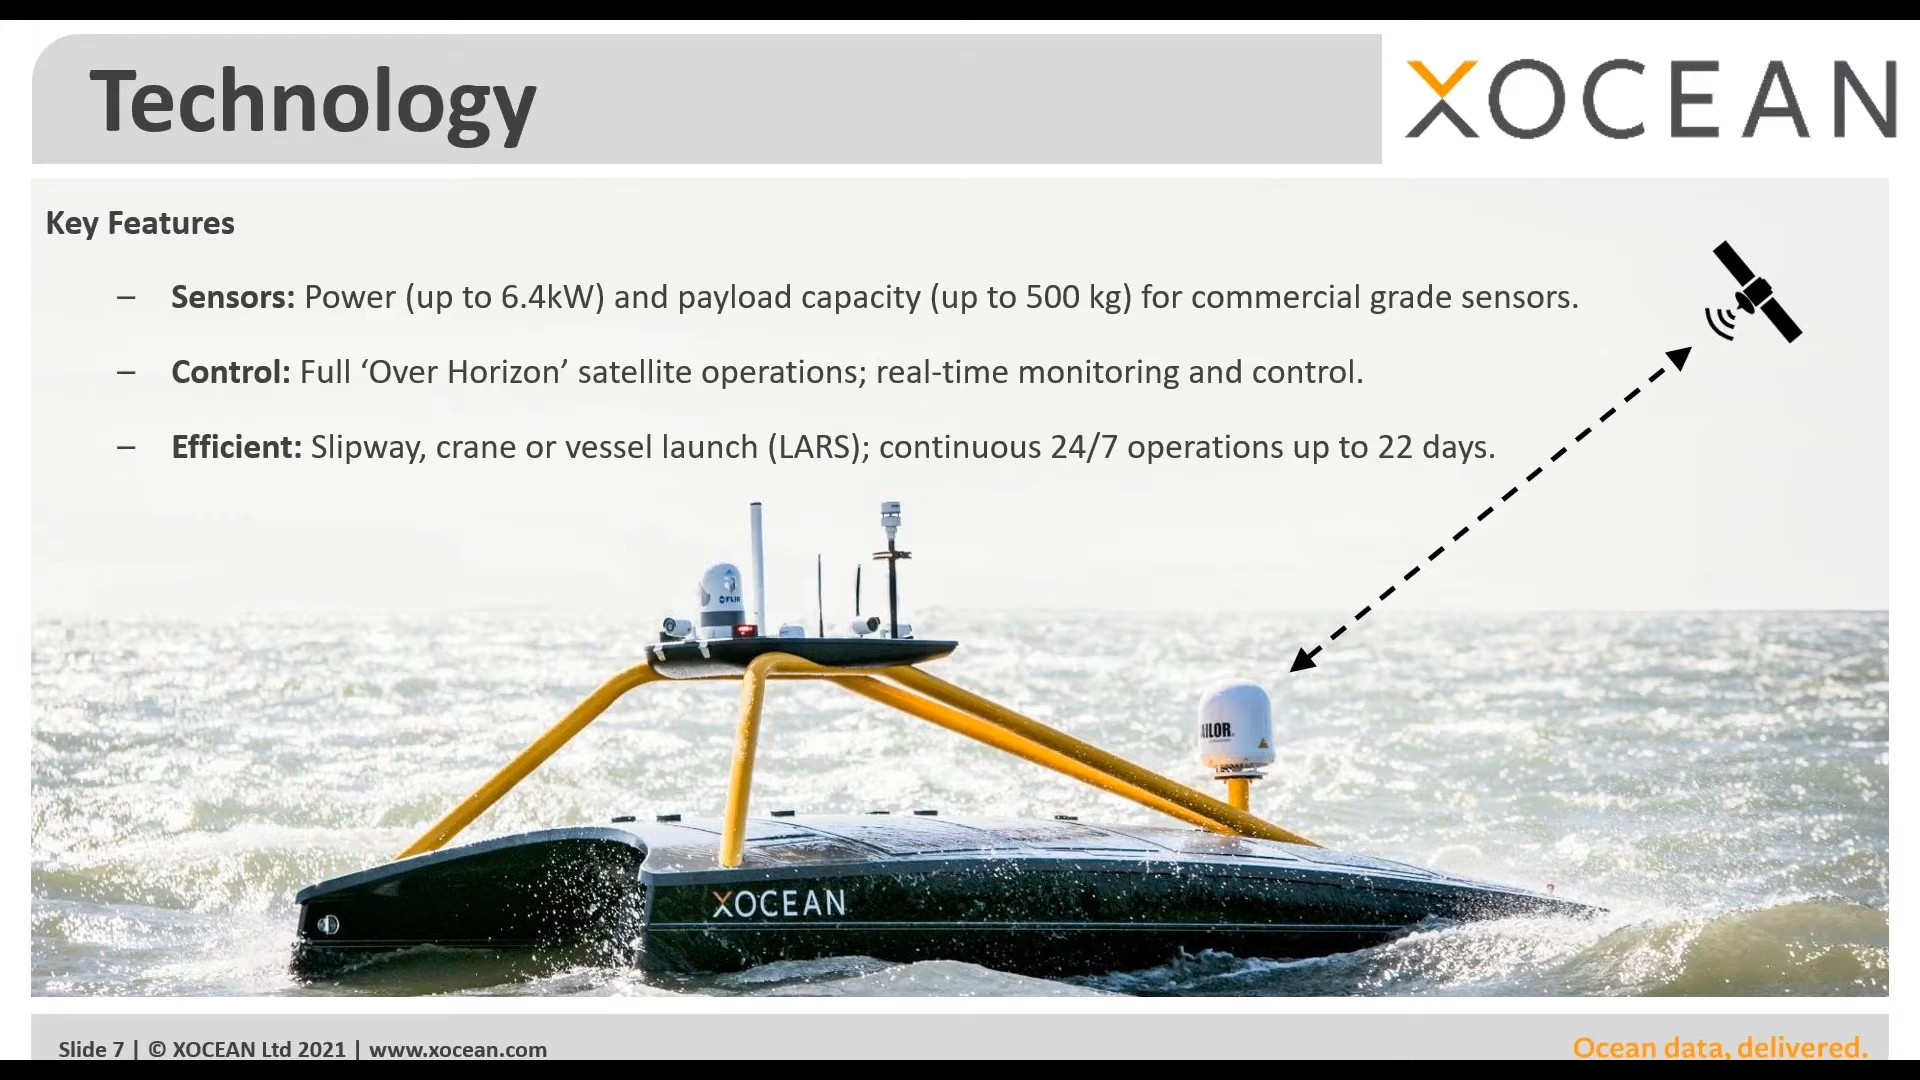 Technology
XOCEAN
Key Features
– Sensors: Power (up to 6.4kW) and payload capacity (up to 500 kg) for commercial grade sensors.
– Control: Full ‘Over Horizon’ satellite operations; real-time monitoring and control.
– Efficient: Slipway, crane or vessel launch (LARS); continuous 24/7 operations up to 22 days.
FLIR
AILOR
XOCEAN
Slide 7 | © XOCEAN Ltd 2021 | www.xocean.com
Ocean data, delivered.